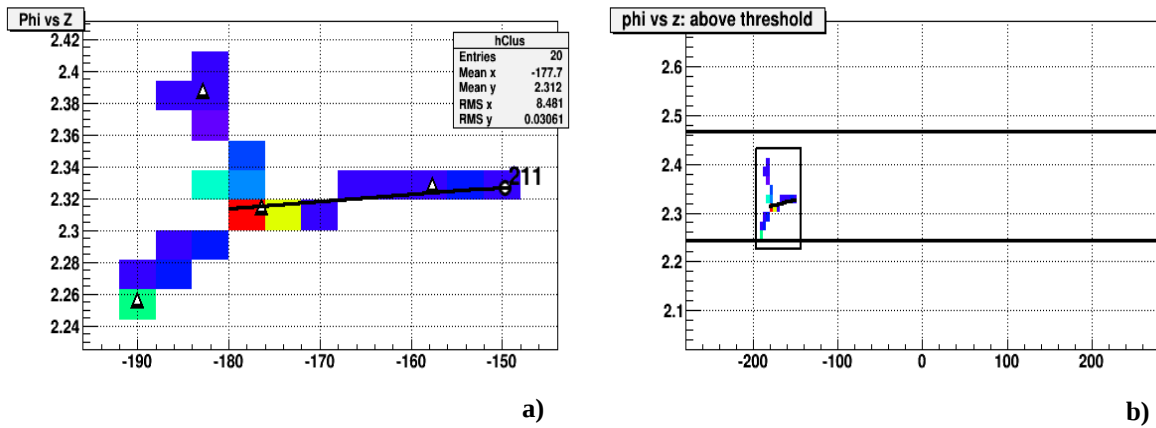 Phi vs Z
hClus
Entries 20
Mean x -177.7
Mean y 2.312
RMS x 8.481
RMS y 0.03061
2.42
2.4
2.38
2.36
2.34
2.32
2.3
2.28
2.26
2.24
211
-190 -180 -170 -160 -150
a)
phi vs z: above threshold
2.6
2.5
2.4
2.3
2.2
2.1
-200 -100 0 100 200
b)